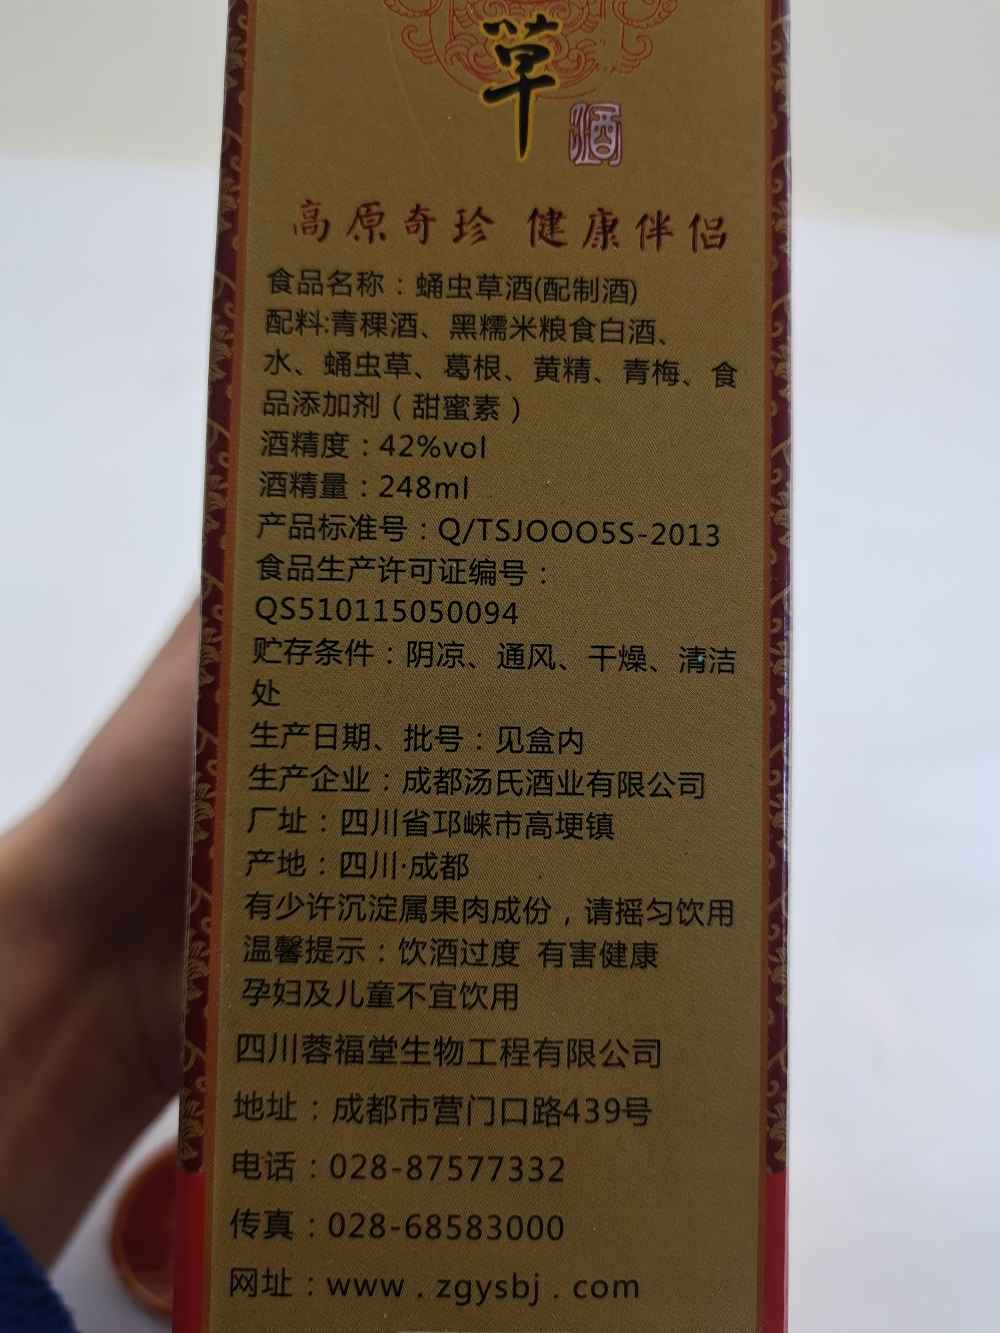 草
酒
高原奇珍 健康伴侣
食品名称：蛹虫草酒(配制酒)
配料:青稞酒、黑糯米粮食白酒、
水、蛹虫草、葛根、黄精、青梅、食
品添加剂（甜蜜素）
酒精度：42%vol
酒精量：248ml
产品标准号：Q/TSJOOO5S-2013
食品生产许可证编号：
QS510115050094
贮存条件：阴凉、通风、干燥、清洁
处
生产日期、批号：见盒内
生产企业：成都汤氏酒业有限公司
厂址：四川省邛崃市高埂镇
产地：四川·成都
有少许沉淀属果肉成份，请摇匀饮用
温馨提示：饮酒过度 有害健康
孕妇及儿童不宜饮用
四川蓉福堂生物工程有限公司
地址：成都市营门口路439号
电话：028-87577332
传真：028-68583000
网址：www．zgysbj．com